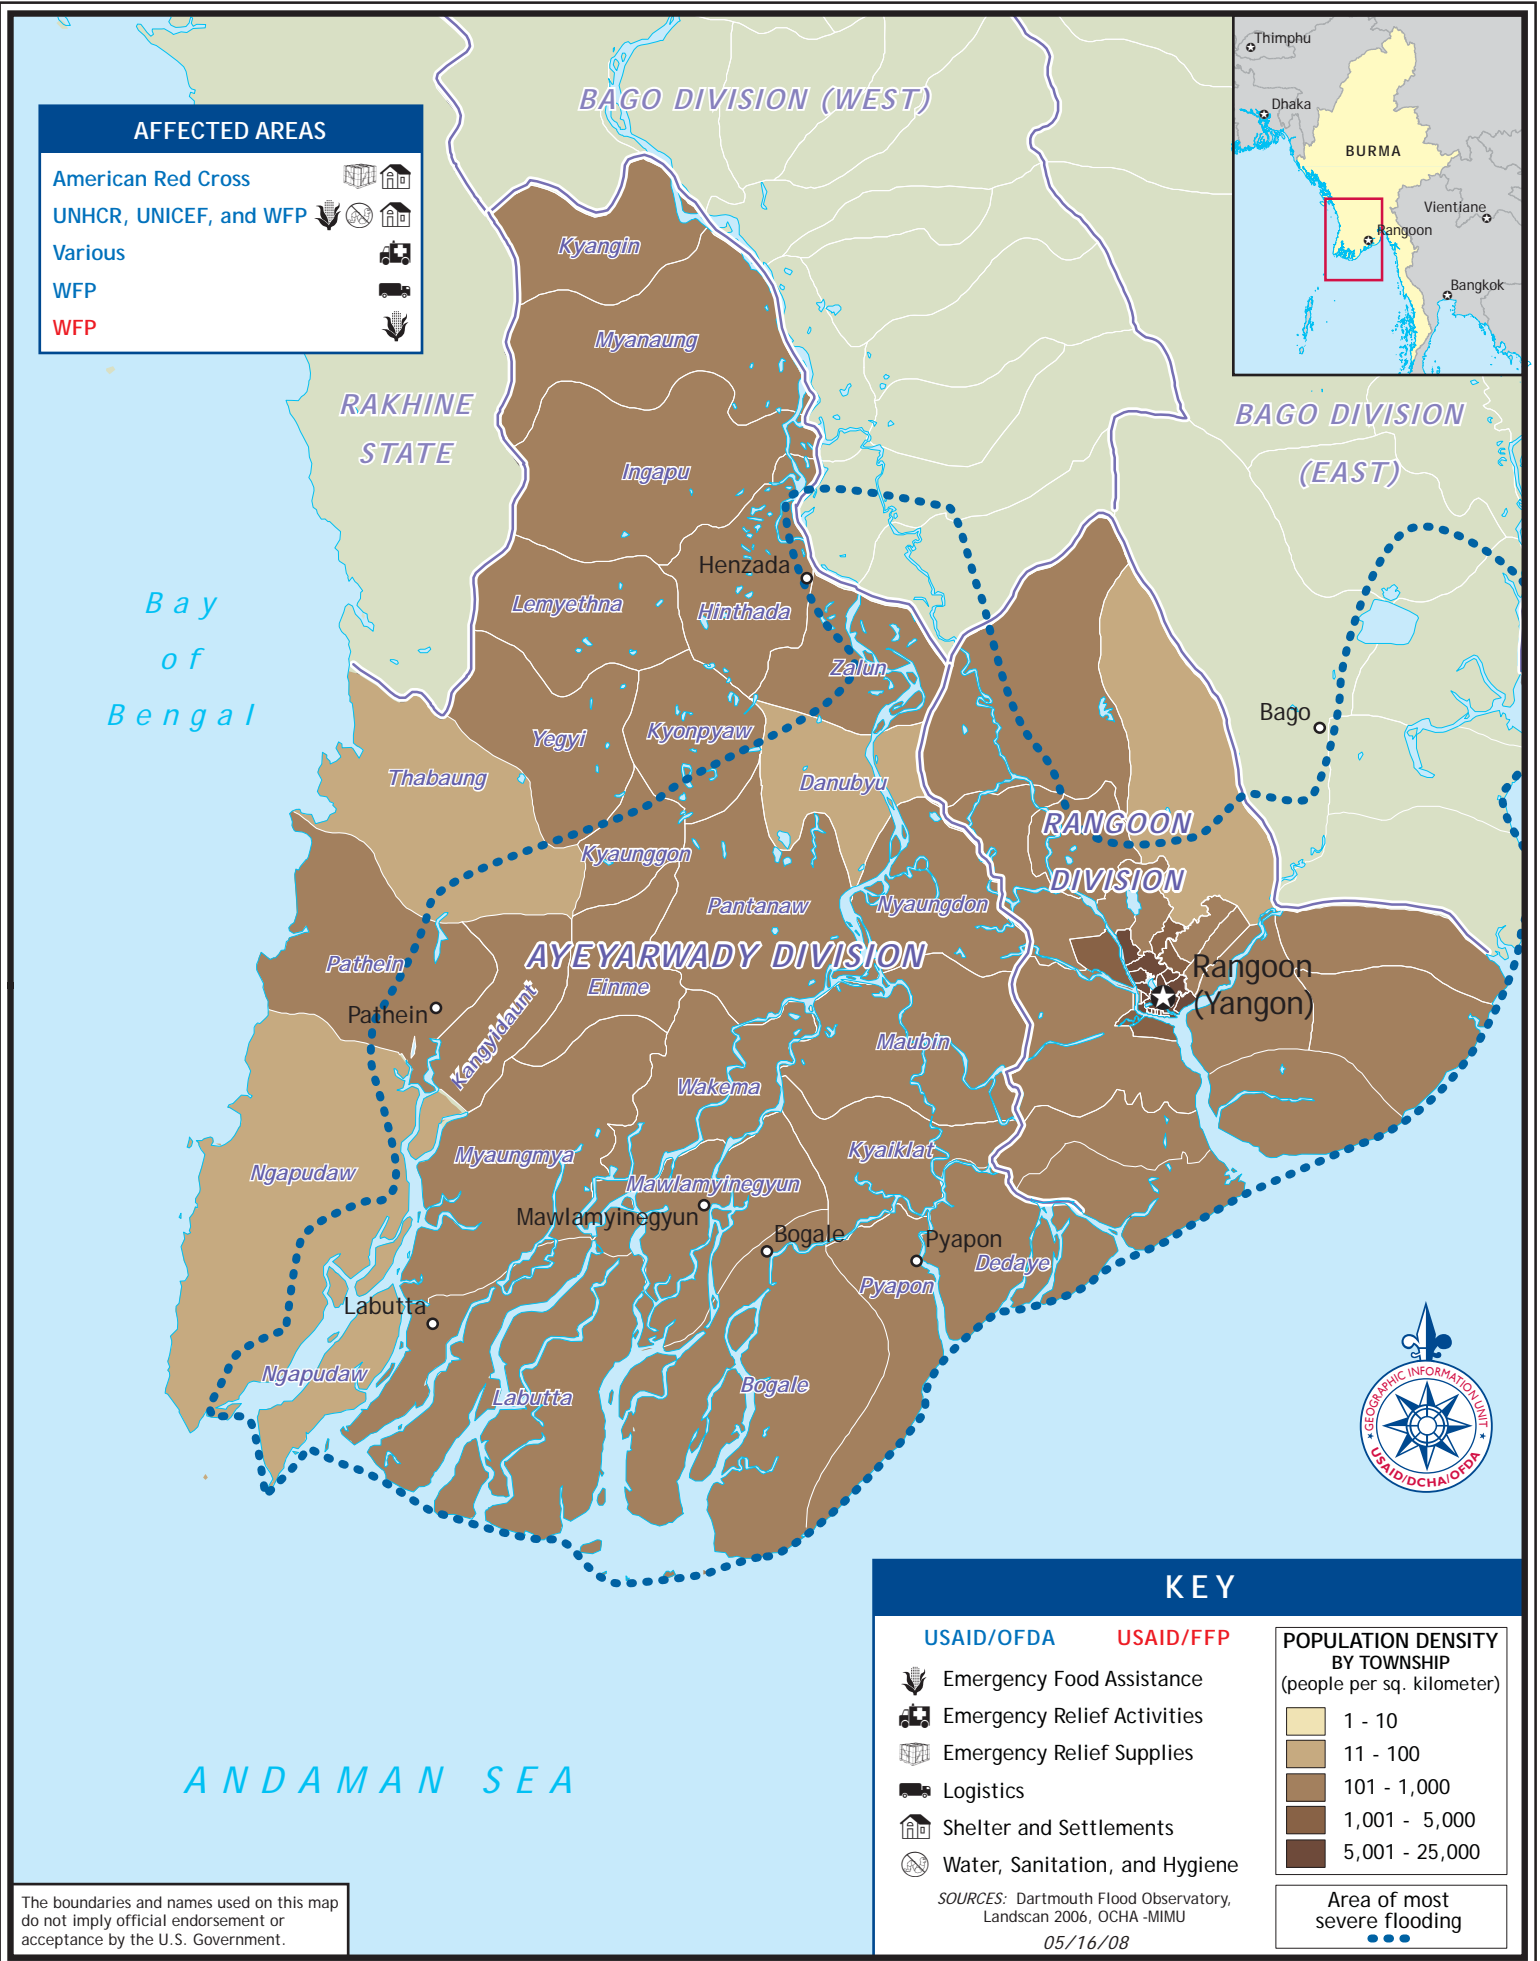 BAGO DIVISION (WEST)
Thimphu
Dhaka
BURMA
Vientiane
Rangoon
Bangkok
AFFECTED AREAS
American Red Cross
UNHCR, UNICEF, and WFP
Various
WFP
WFP
Kyangin
Myanaung
RAKHINE
STATE
BAGO DIVISION
(EAST)
Ingapu
Henzada
Lemyethna
Hinthada
Bay
of
Bengal
Zalun
Bago
Yegyi
Kyonpyaw
Thabaung
Danubyu
RANGOON
DIVISION
Kyaunggon
Pantanaw
Nyaungdon
AYEYARWADY DIVISION
Pathein
Einme
Rangoon
(Yangon)
Pathein
Kangyidaunt
Maubin
Wakema
Myaungmya
Kyaiklat
Ngapudaw
Mawlamyinegyun
Mawlamyinegyun
Bogale
Pyapon
Dedaye
Pyapon
Labutta
Ngapudaw
Labutta
Bogale
GEOGRAPHIC INFORMATION UNIT
USAID/DCHA/OFDA
ANDAMAN SEA
KEY
USAID/OFDA USAID/FFP
Emergency Food Assistance
Emergency Relief Activities
Emergency Relief Supplies
Logistics
Shelter and Settlements
Water, Sanitation, and Hygiene
SOURCES: Dartmouth Flood Observatory,
Landscan 2006, OCHA -MIMU
05/16/08
POPULATION DENSITY
BY TOWNSHIP
(people per sq. kilometer)
1 - 10
11 - 100
101 - 1,000
1,001 - 5,000
5,001 - 25,000
Area of most
severe flooding
The boundaries and names used on this map
do not imply official endorsement or
acceptance by the U.S. Government.